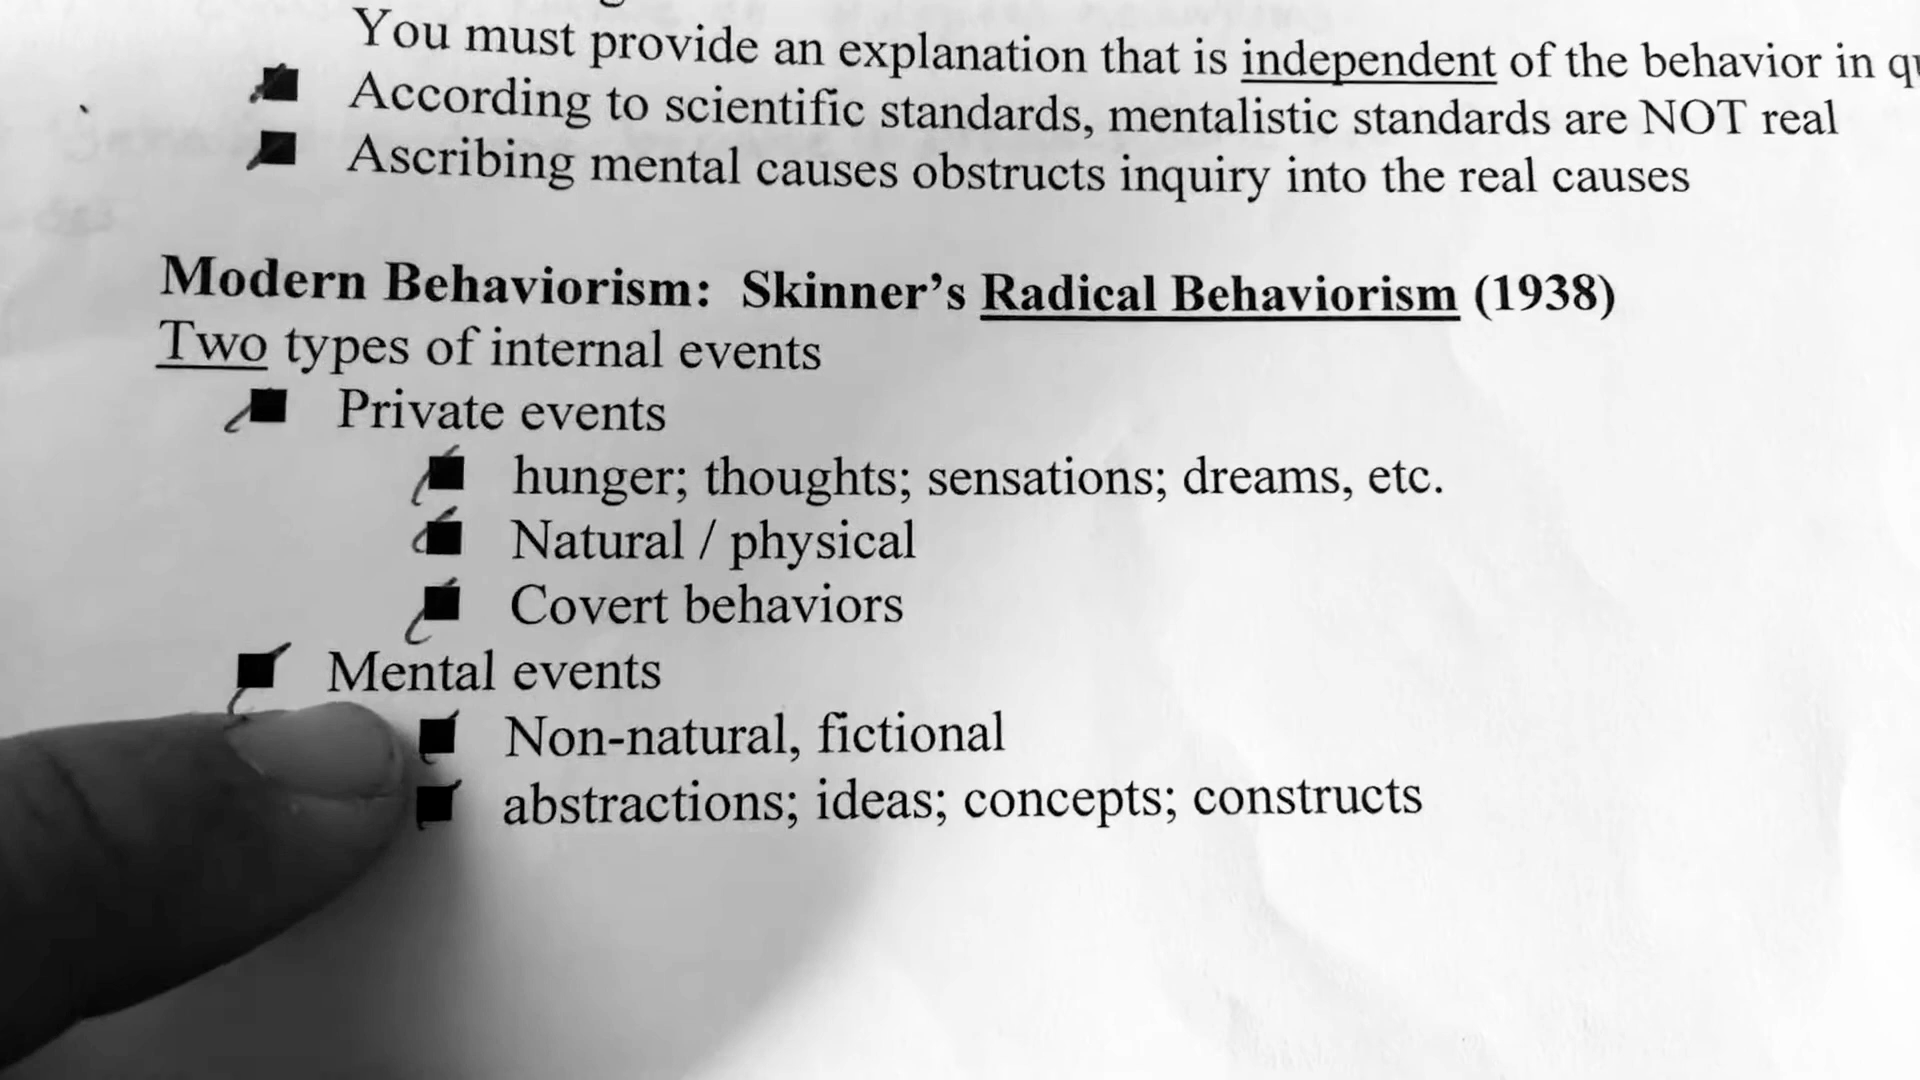 You must provide an explanation that is independent of the behavior in
According to scientific standards, mentalistic standards are NOT real
Ascribing mental causes obstructs inquiry into the real causes
Modern Behaviorism: Skinner's Radical Behaviorism (1938)
Two types of internal events
Private events
hunger; thoughts; sensations; dreams, etc.
Natural / physical
Covert behaviors
Mental events
Non-natural, fictional
abstractions; ideas; concepts; constructs